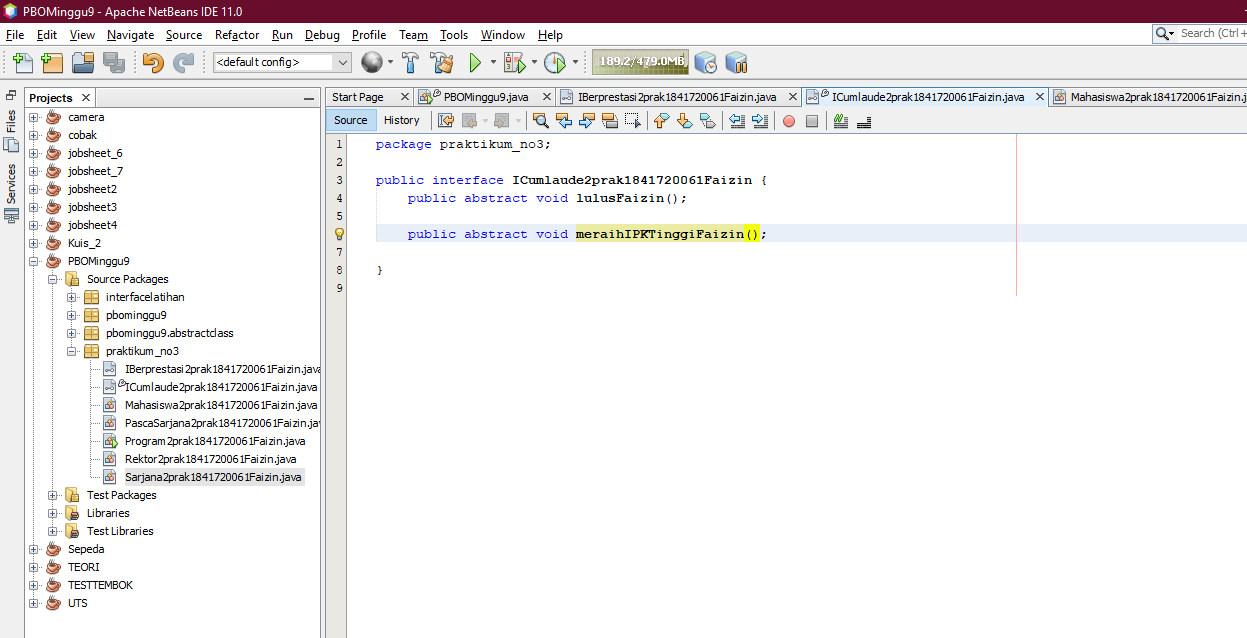 PBOMinggu9 - Apache NetBeans IDE 11.0
File Edit View Navigate Source Refactor Run Debug Profile Team Tools Window Help
Search (Ctrl+
<default config>
189.2/479.0MB
Projects
Start Page PBOMinggu9.java IBerprestasi2prak1841720061Faizin.java ICumlaude2prak1841720061Faizin.java Mahasiswa2prak1841720061Faizin.j
Source History
Files
Services
camera
cobak
jobsheet_6
jobsheet_7
jobsheet2
jobsheet3
jobsheet4
Kuis_2
PBOMinggu9
Source Packages
interfacelatihan
pbominggu9
pbominggu9.abstractclass
praktikum_no3
IBerprestasi2prak1841720061Faizin.java
ICumlaude2prak1841720061Faizin.java
Mahasiswa2prak1841720061Faizin.java
PascaSarjana2prak1841720061Faizin.jav
Program2prak1841720061Faizin.java
Rektor2prak1841720061Faizin.java
Sarjana2prak1841720061Faizin.java
Test Packages
Libraries
Test Libraries
Sepeda
TEORI
TESTTEMBOK
UTS
1 package praktikum_no3;
2
3 public interface ICumlaude2prak1841720061Faizin {
4 public abstract void lulusFaizin();
5
public abstract void meraihIPKTinggiFaizin();
7
8 }
9